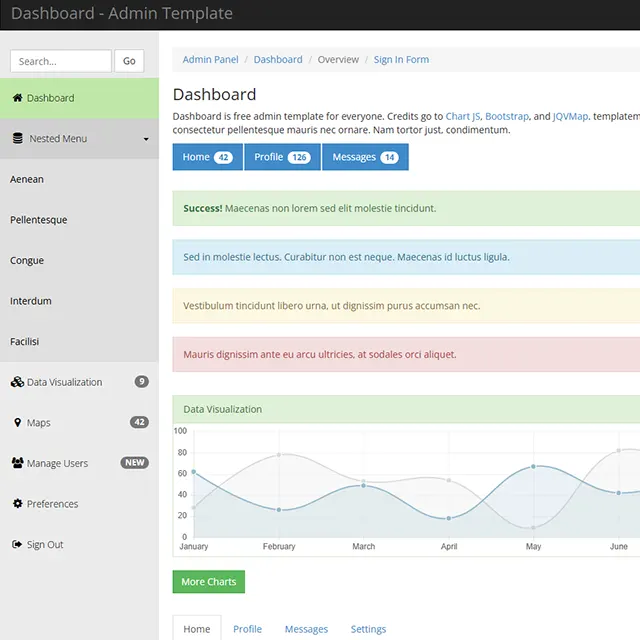 Dashboard - Admin Template
Search...
Go
Dashboard
Nested Menu
Aenean
Pellentesque
Congue
Interdum
Facilisi
Data Visualization 9
Maps 42
Manage Users NEW
Preferences
Sign Out
Admin Panel / Dashboard / Overview / Sign In Form
Dashboard
Dashboard is free admin template for everyone. Credits go to Chart JS, Bootstrap, and JQVMap. templatem
consectetur pellentesque mauris nec ornare. Nam tortor just, condimentum.
Home 42 Profile 126 Messages 14
Success! Maecenas non lorem sed elit molestie tincidunt.
Sed in molestie lectus. Curabitur non est neque. Maecenas id luctus ligula.
Vestibulum tincidunt libero urna, ut dignissim purus accumsan nec.
Mauris dignissim ante eu arcu ultricies, at sodales orci aliquet.
Data Visualization
100
80
60
40
20
0
January February March April May June
More Charts
Home Profile Messages Settings